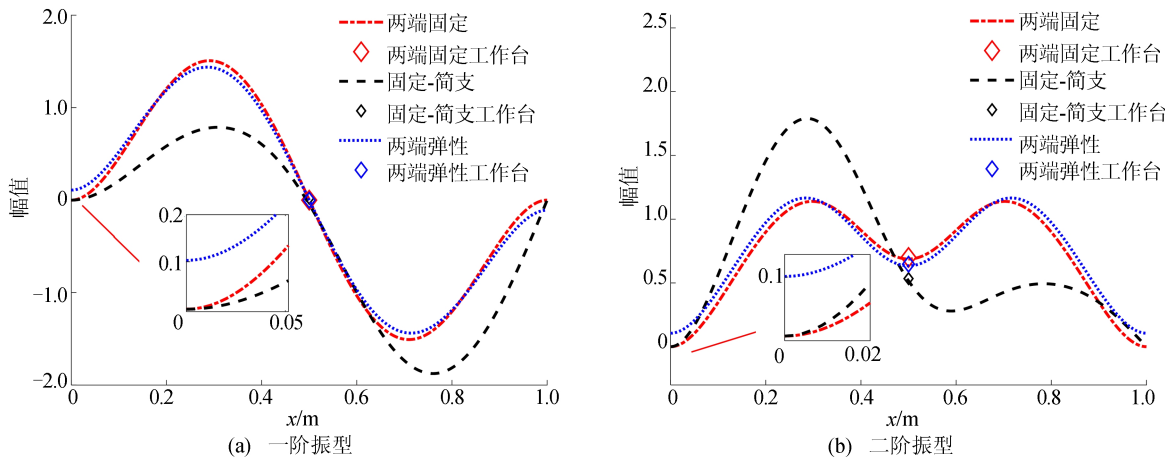 2.0
1.0
0
−1.0
−2.0
幅值
两端固定
两端固定工作台
固定-简支
固定-简支工作台
两端弹性
两端弹性工作台
0.2
0.1
0
0.05
0 0.2 0.4 0.6 0.8 1.0
x/m
(a) 一阶振型
2.5
2.0
1.5
1.0
0.5
0
幅值
两端固定
两端固定工作台
固定-简支
固定-简支工作台
两端弹性
两端弹性工作台
0.1
0
0.02
0 0.2 0.4 0.6 0.8 1.0
x/m
(b) 二阶振型